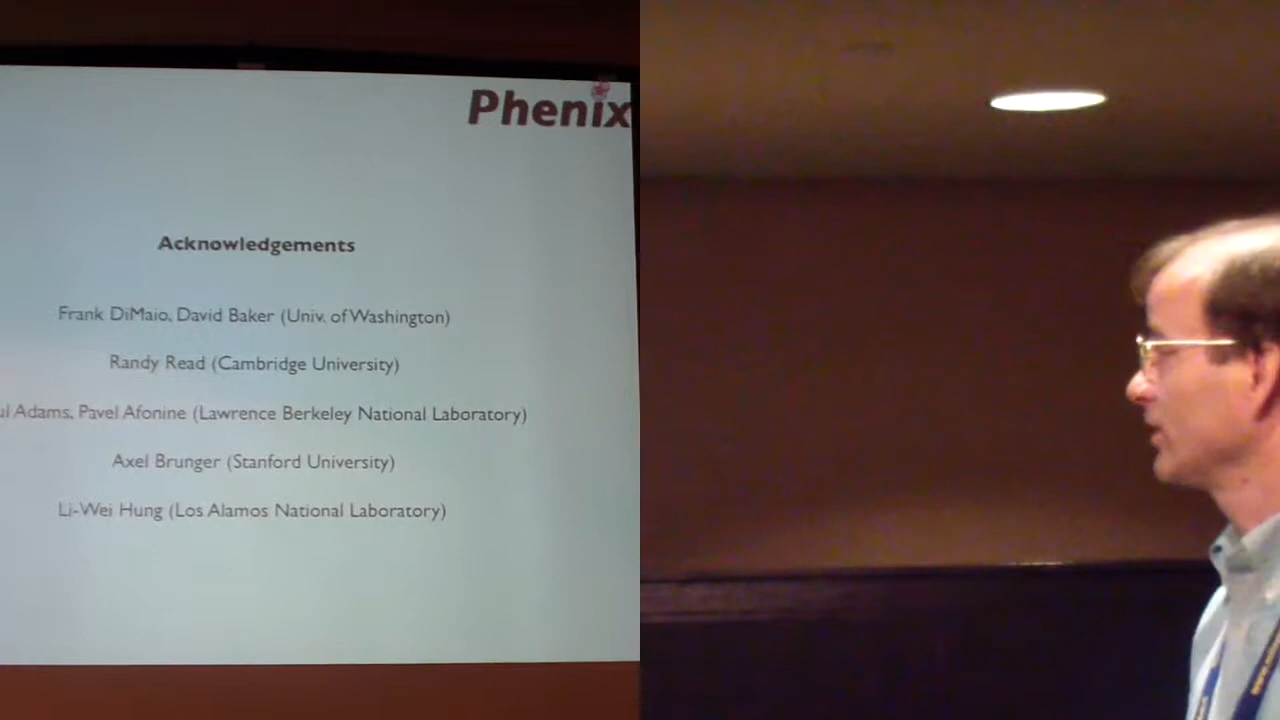 Phenix
Acknowledgements
Frank DiMaio, David Baker (Univ. of Washington)
Randy Read (Cambridge University)
Adams, Pavel Afonine (Lawrence Berkeley National Laboratory)
Axel Brunger (Stanford University)
Li-Wei Hung (Los Alamos National Laboratory)